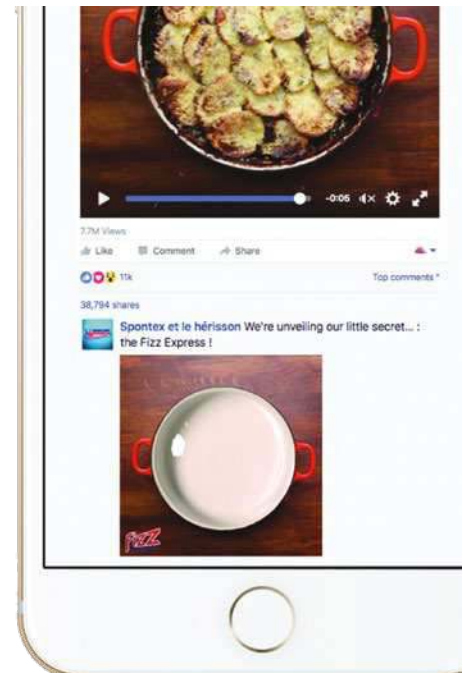 -0:05
7.7M Views
Like Comment Share
11k Top comments
38,794 shares
Spontex et le hérisson We're unveiling our little secret... :
the Fizz Express !
FIZZ